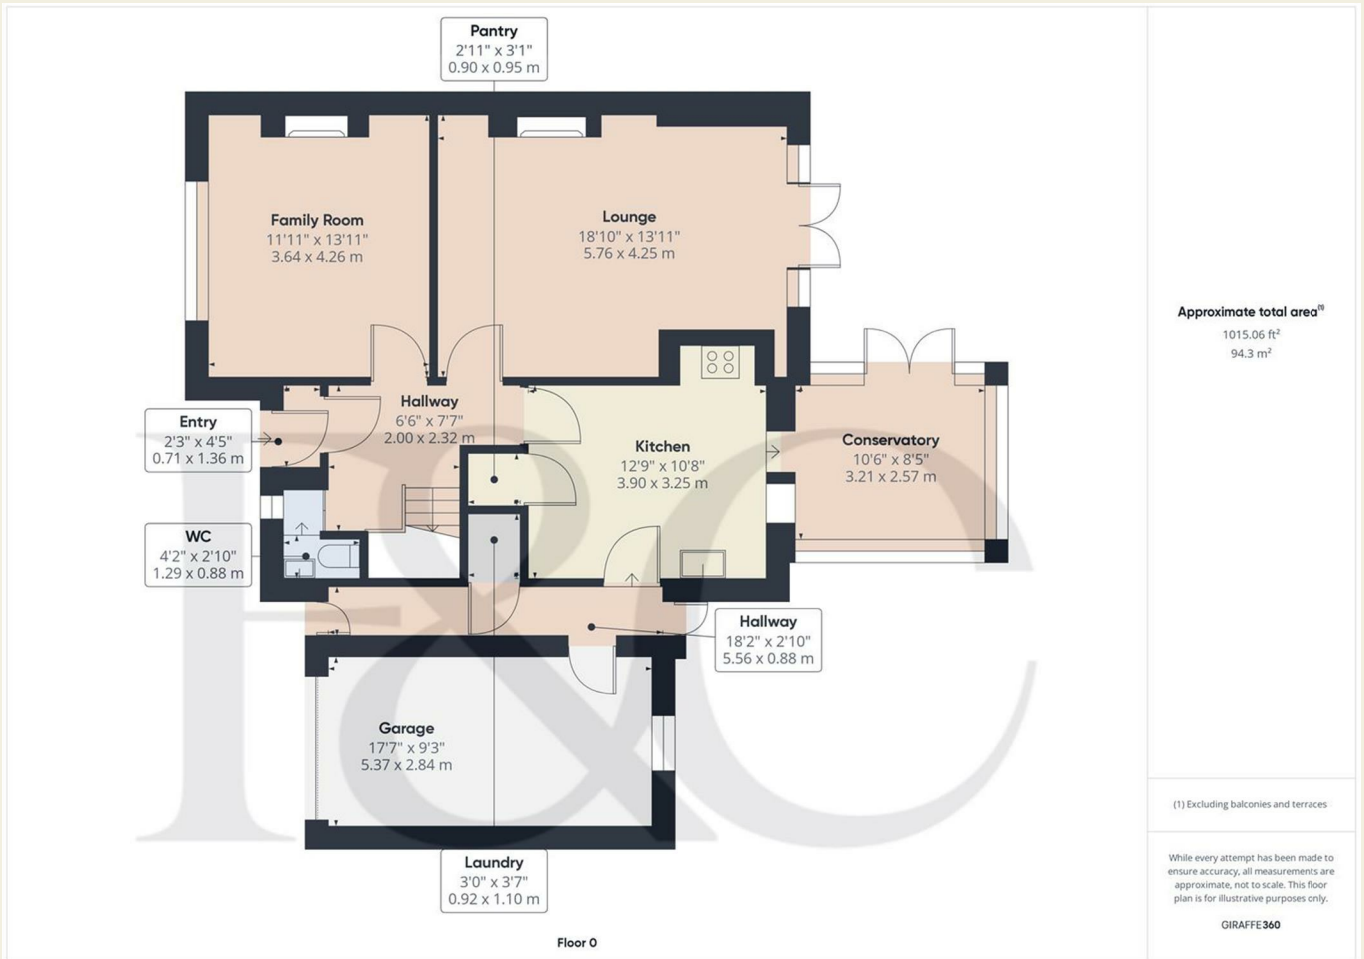 Pantry
2'11" x 3'1"
0.90 x 0.95 m
Family Room
11'11" x 13'11"
3.64 x 4.26 m
Lounge
18'10" x 13'11"
5.76 x 4.25 m
Approximate total area(1)
1015.06 ft²
94.3 m²
Hallway
6'6" x 7'7"
2.00 x 2.32 m
Entry
2'3" x 4'5"
0.71 x 1.36 m
Kitchen
12'9" x 10'8"
3.90 x 3.25 m
Conservatory
10'6" x 8'5"
3.21 x 2.57 m
WC
4'2" x 2'10"
1.29 x 0.88 m
Hallway
18'2" x 2'10"
5.56 x 0.88 m
Garage
17'7" x 9'3"
5.37 x 2.84 m
F&C
Laundry
3'0" x 3'7"
0.92 x 1.10 m
Floor 0
(1) Excluding balconies and terraces
While every attempt has been made to
ensure accuracy, all measurements are
approximate, not to scale. This floor
plan is for illustrative purposes only.
GIRAFFE360